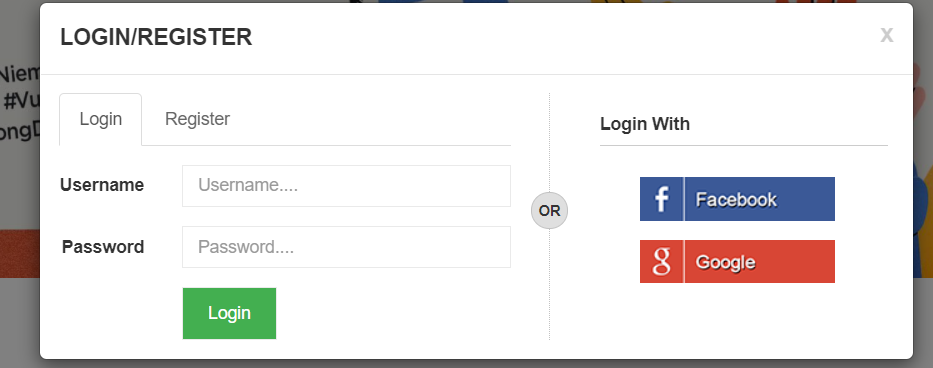 LOGIN/REGISTER
X
Niem
#Vu
ongD
Login
Register
Username
Username....
Password
Password....
Login
OR
Login With
f Facebook
g Google